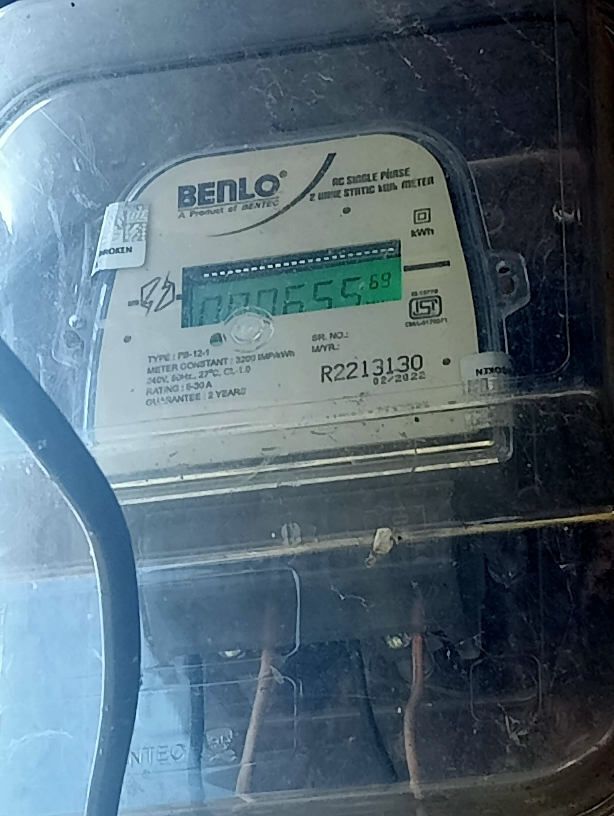 BENLO
A Product of BENTEC
AC SINGLE PHASE
2 WIRE STATIC kWh METER
kWh
000655 69
TYPE : PB-12-1
METER CONSTANT : 3200 IMP/kWh
240V, 50Hz., 27°C, CL-1.0
RATING : 5-30 A
GUARANTEE : 2 YEARS
SR. NO.:
M/YR.:
R2213130
02/2022
BROKEN